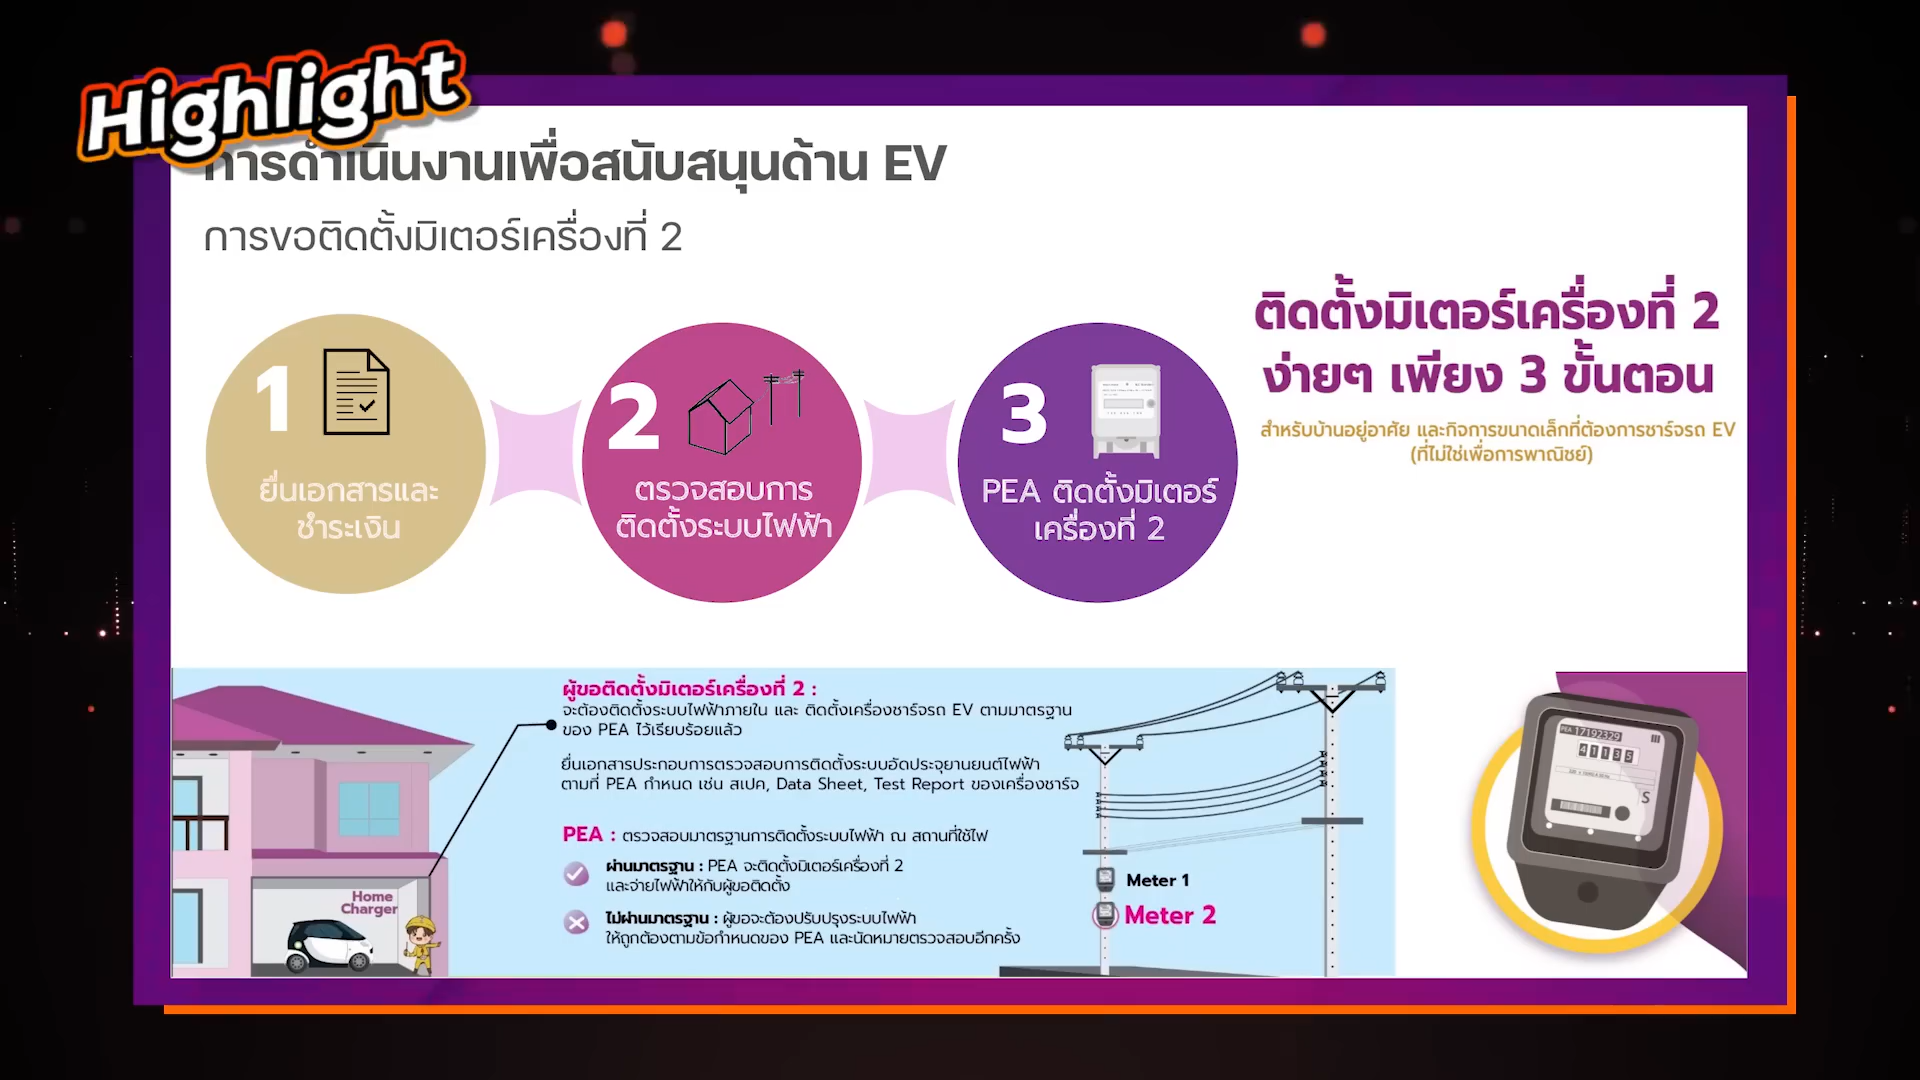 Highlight
การดำเนินงานเพื่อสนับสนุนด้าน EV
การขอติดตั้งมิเตอร์เครื่องที่ 2
1
ยื่นเอกสารและ
ชำระเงิน
2
ตรวจสอบการ
ติดตั้งระบบไฟฟ้า
3
PEA ติดตั้งมิเตอร์
เครื่องที่ 2
ติดตั้งมิเตอร์เครื่องที่ 2
ง่ายๆ เพียง 3 ขั้นตอน
สำหรับบ้านอยู่อาศัย และกิจการขนาดเล็กที่ต้องการชาร์จรถ EV
(ที่ไม่ใช่เพื่อการพาณิชย์)
ผู้ขอติดตั้งมิเตอร์เครื่องที่ 2 :
จะต้องติดตั้งระบบไฟฟ้าภายใน และ ติดตั้งเครื่องชาร์จรถ EV ตามมาตรฐาน
ของ PEA ไว้เรียบร้อยแล้ว
ยื่นเอกสารประกอบการตรวจสอบการติดตั้งระบบอัดประจุยานยนต์ไฟฟ้า
ตามที่ PEA กำหนด เช่น สเปค, Data Sheet, Test Report ของเครื่องชาร์จ
PEA : ตรวจสอบมาตรฐานการติดตั้งระบบไฟฟ้า ณ สถานที่ใช้ไฟ
ผ่านมาตรฐาน : PEA จะติดตั้งมิเตอร์เครื่องที่ 2
และจ่ายไฟฟ้าให้กับผู้ขอติดตั้ง
ไม่ผ่านมาตรฐาน : ผู้ขอจะต้องปรับปรุงระบบไฟฟ้า
ให้ถูกต้องตามข้อกำหนดของ PEA และนัดหมายตรวจสอบอีกครั้ง
Home
Charger
Meter 1
Meter 2
PEA 17192329
41135
S